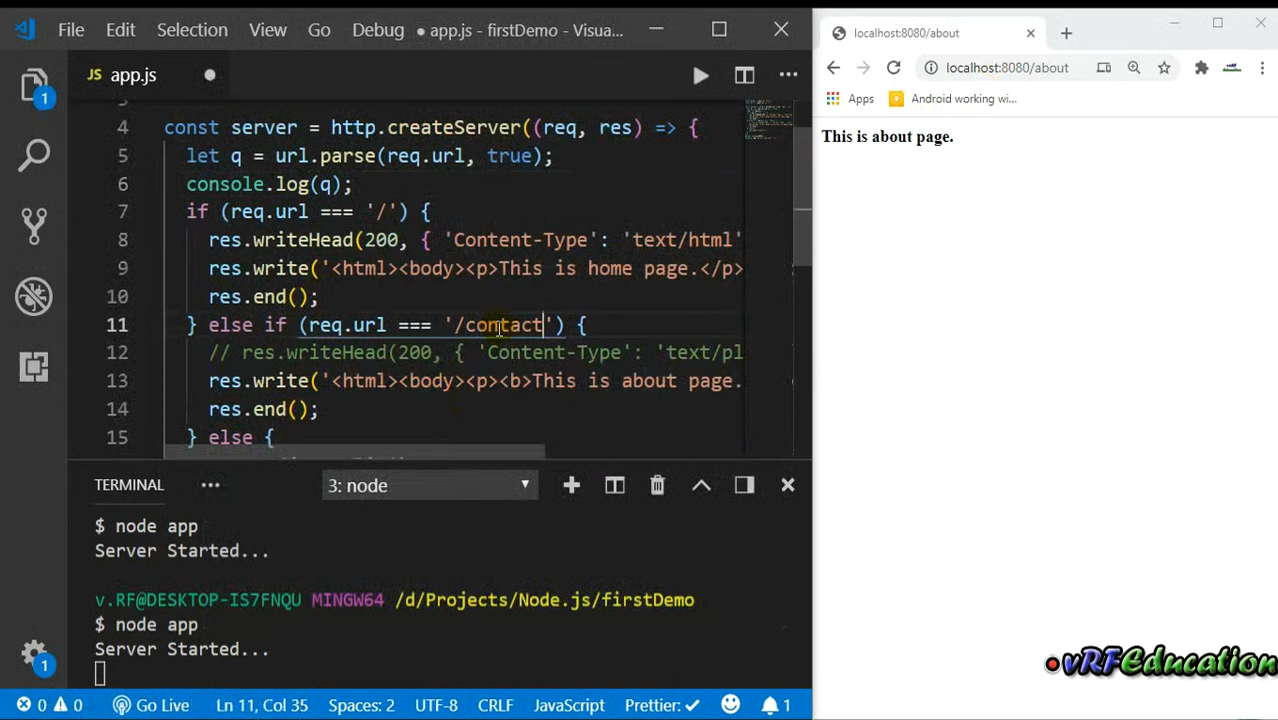 File Edit Selection View Go Debug ● app.js - firstDemo - Visua...
JS app.js
4 const server = http.createServer((req, res) => {
5 let q = url.parse(req.url, true);
6 console.log(q);
7 if (req.url === '/') {
8 res.writeHead(200, { 'Content-Type': 'text/html'
9 res.write('<html><body><p>This is home page.</p>
10 res.end();
11 } else if (req.url === '/contact') {
12 // res.writeHead(200, { 'Content-Type': 'text/pl
13 res.write('<html><body><p><b>This is about page.
14 res.end();
15 } else {
1
TERMINAL ... 3: node
$ node app
Server Started...
v.RF@DESKTOP-IS7FNQU MINGW64 /d/Projects/Node.js/firstDemo
$ node app
Server Started...
1
0 0 Go Live Ln 11, Col 35 Spaces: 2 UTF-8 CRLF JavaScript Prettier: ✓ 1
localhost:8080/about
localhost:8080/about
Apps Android working wi...
This is about page.
vRFEducation